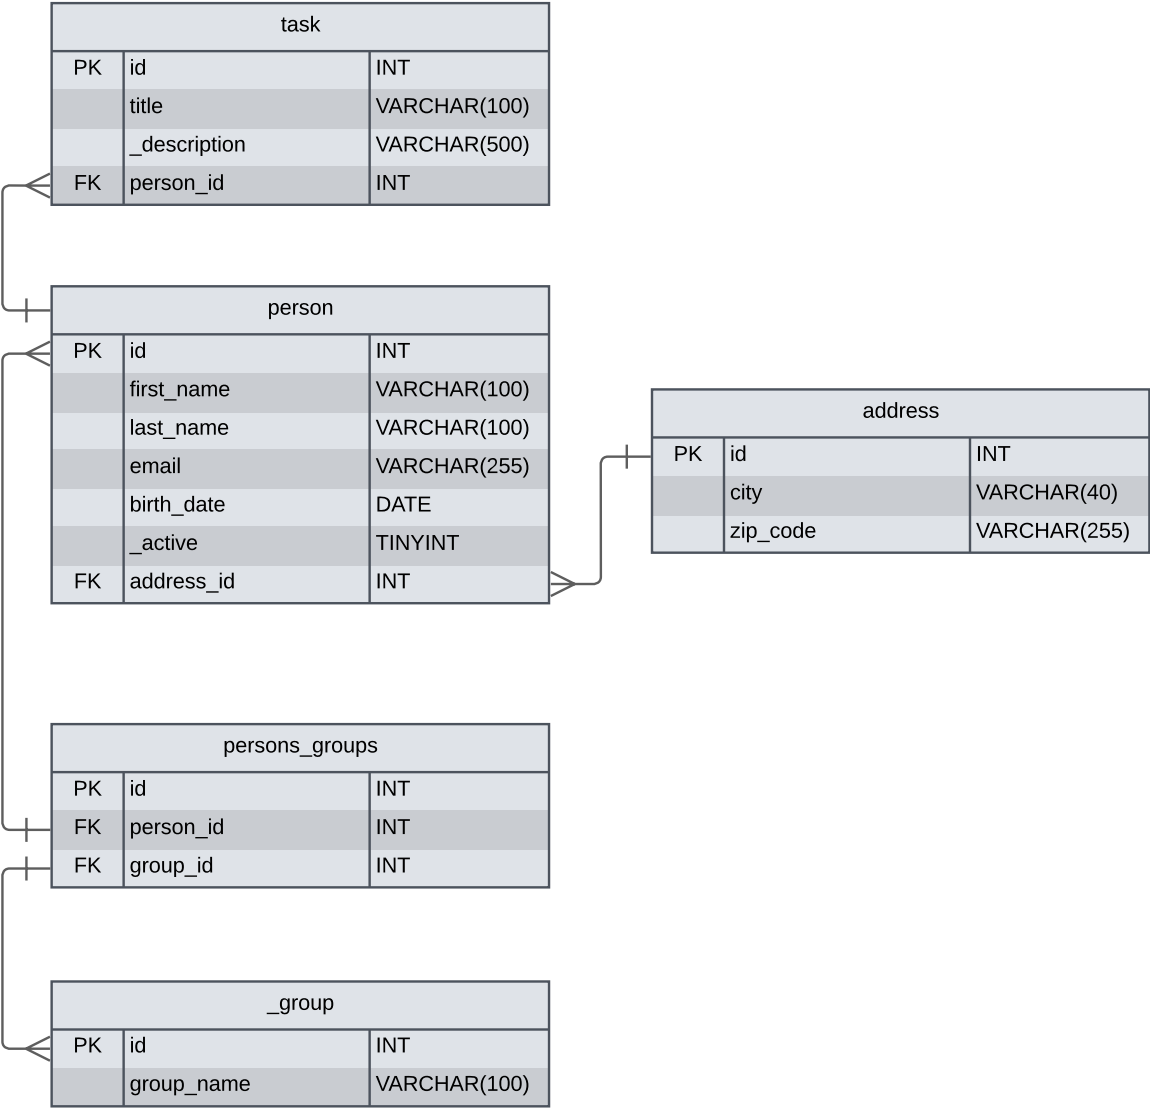 task
PK id INT
title VARCHAR(100)
_description VARCHAR(500)
FK person_id INT
person
PK id INT
first_name VARCHAR(100)
last_name VARCHAR(100)
email VARCHAR(255)
birth_date DATE
_active TINYINT
FK address_id INT
address
PK id INT
city VARCHAR(40)
zip_code VARCHAR(255)
persons_groups
PK id INT
FK person_id INT
FK group_id INT
_group
PK id INT
group_name VARCHAR(100)